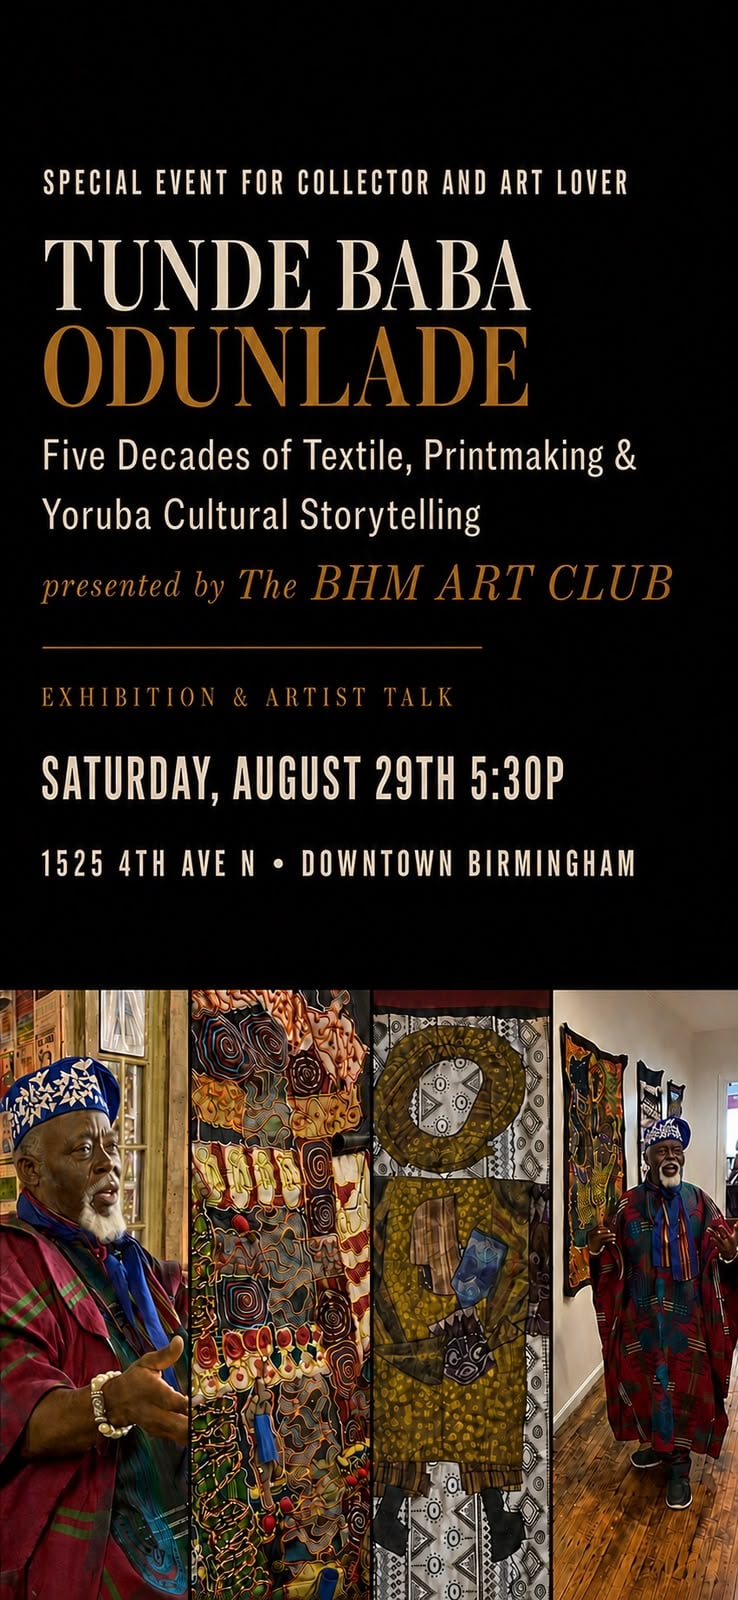 SPECIAL EVENT FOR COLLECTOR AND ART LOVER
TUNDE BABA
ODUNLADE
Five Decades of Textile, Printmaking &
Yoruba Cultural Storytelling
presented by The BHM ART CLUB
EXHIBITION & ARTIST TALK
SATURDAY, AUGUST 29TH 5:30P
1525 4TH AVE N • DOWNTOWN BIRMINGHAM